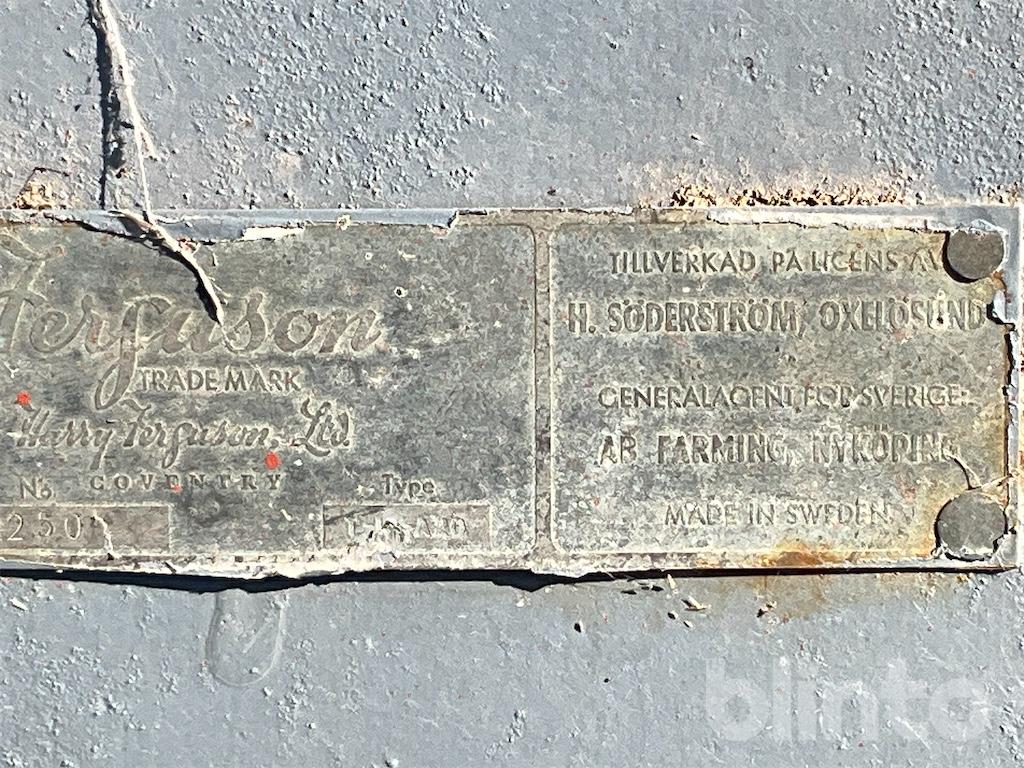 Ferguson
TRADE MARK
Harry Ferguson. Ltd.
COVENTRY
No
Type
250
TILLVERKAD PÅ LICENS AV
H. SÖDERSTRÖM, OXELÖSUND
GENERALAGENT FÖR SVERIGE:
AB. FARMING, NYKÖPING
MADE IN SWEDEN
blinto